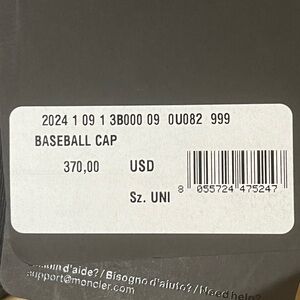 2024 1 09 1 3B000 09 0U082 999
BASEBALL CAP
370,00 USD
Sz. UNI
8 055724 475247
d'aide? / Bisogno d'aiuto? / Need help?
support@moncler.com